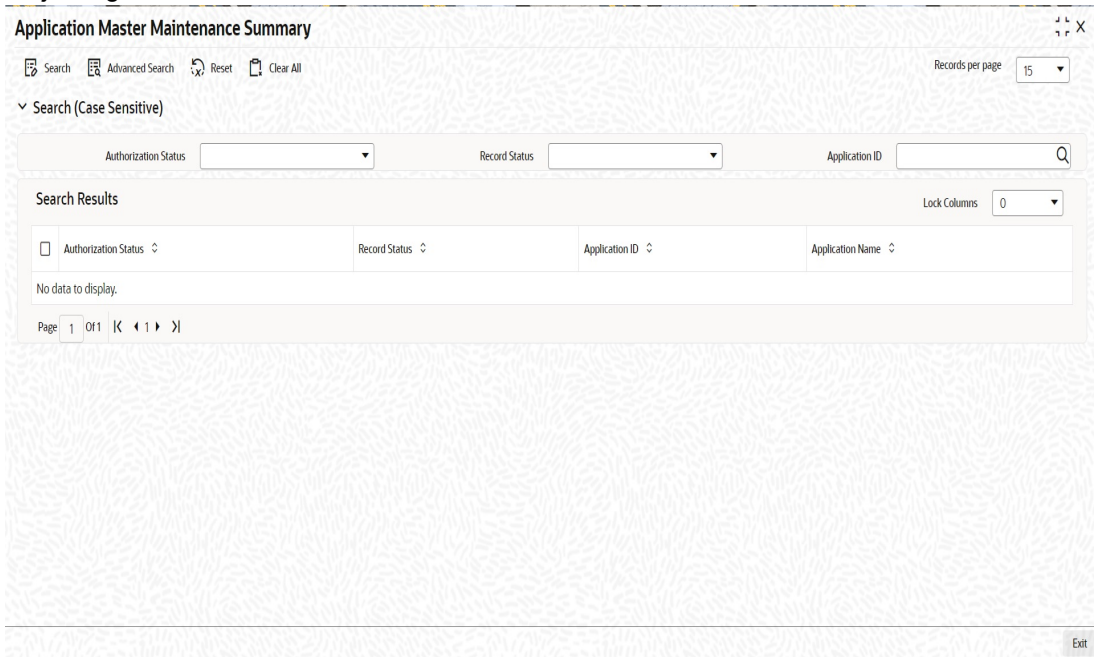 Application Master Maintenance Summary
Search Advanced Search Reset Clear All Records per page 15
Search (Case Sensitive)
Authorization Status Record Status Application ID
Search Results Lock Columns 0
Authorization Status Record Status Application ID Application Name
No data to display.
Page 1 Of 1 1
Exit